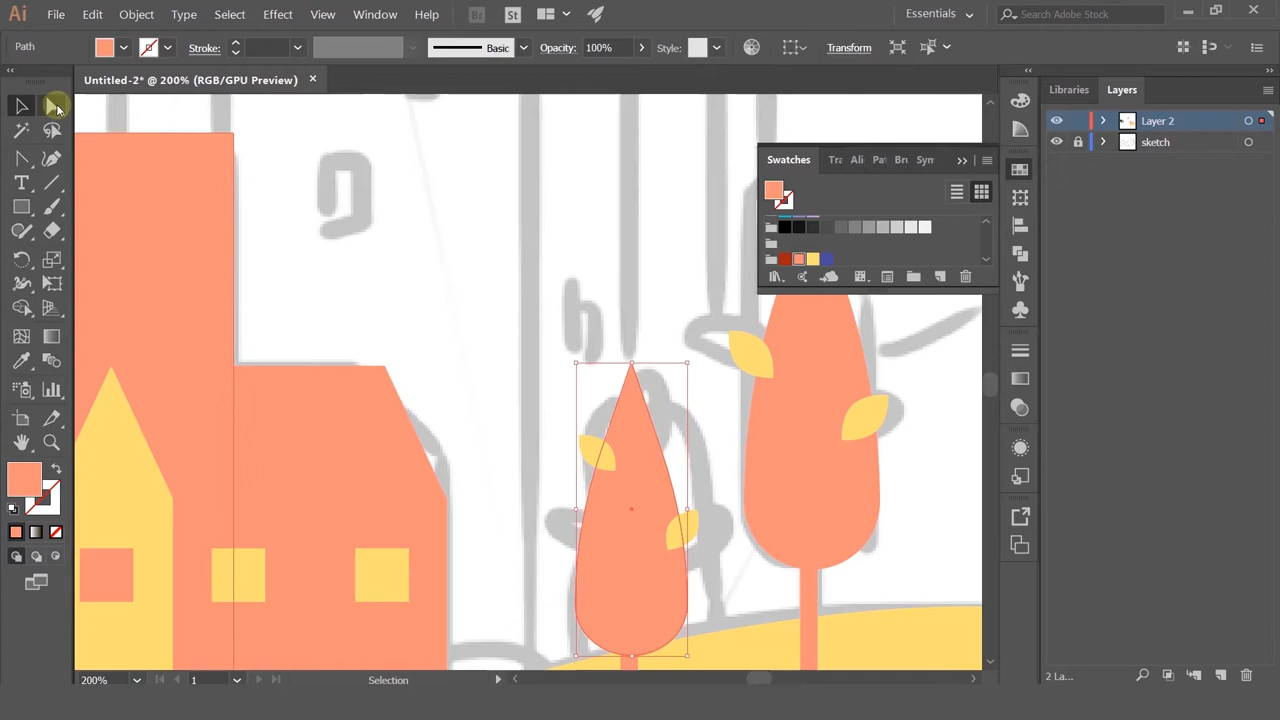 Ai File Edit Object Type Select Effect View Window Help Br St Essentials Search Adobe Stock
Path Stroke: Basic Opacity: 100% Style: Transform
Untitled-2* @ 200% (RGB/GPU Preview)
Libraries Layers
Layer 2
sketch
Swatches Tra Ali Pat Bru Sym
200% 1 Selection
2 La...